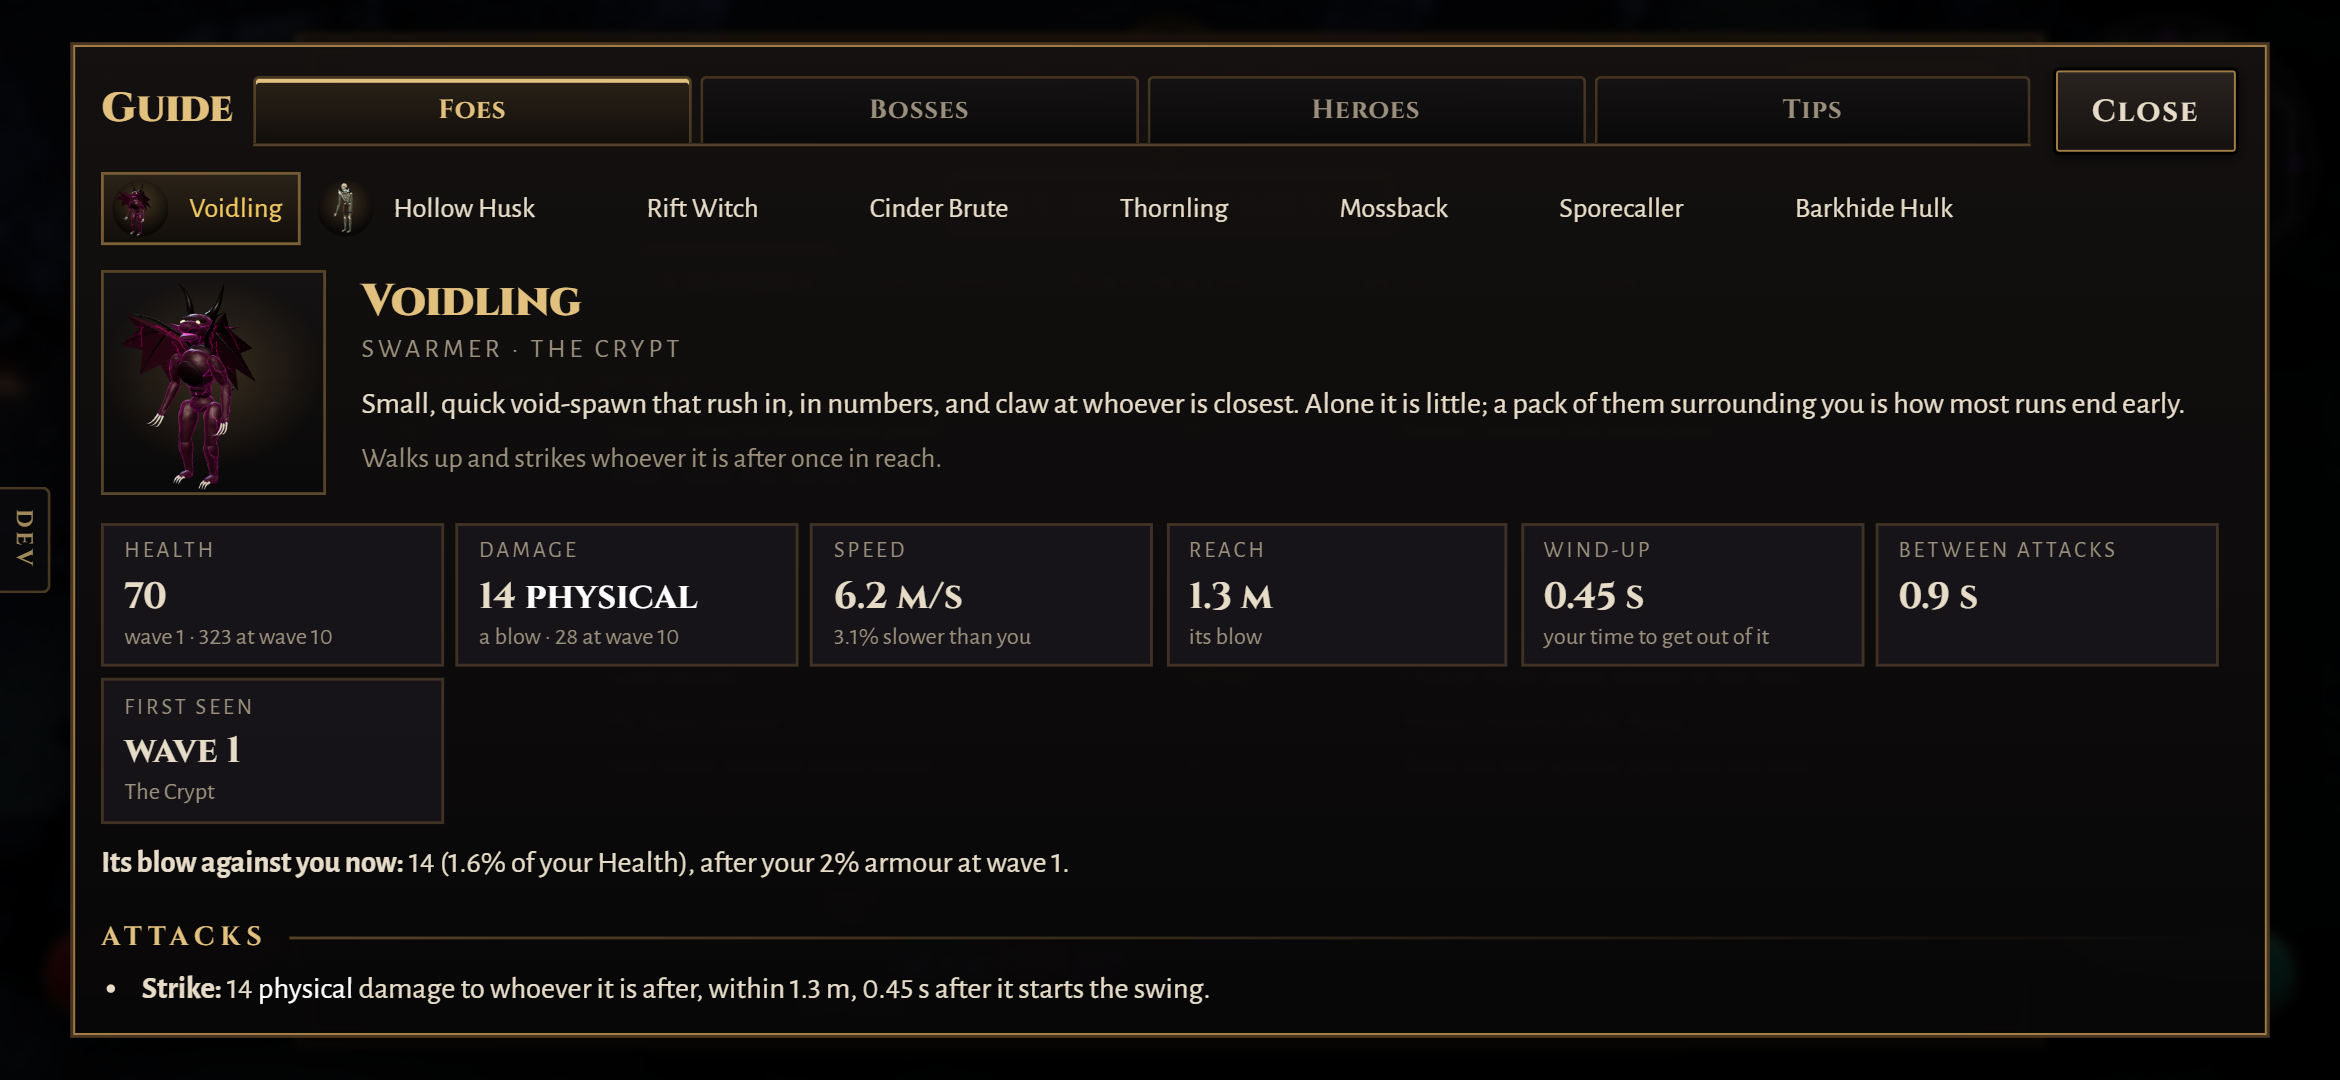 GUIDE
FOES
BOSSES
HEROES
TIPS
CLOSE
Voidling
Hollow Husk
Rift Witch
Cinder Brute
Thornling
Mossback
Sporecaller
Barkhide Hulk
VOIDLING
SWARMER · THE CRYPT
Small, quick void-spawn that rush in, in numbers, and claw at whoever is closest. Alone it is little; a pack of them surrounding you is how most runs end early.
Walks up and strikes whoever it is after once in reach.
DEV
HEALTH
70
wave 1 · 323 at wave 10
DAMAGE
14 PHYSICAL
a blow · 28 at wave 10
SPEED
6.2 M/S
3.1% slower than you
REACH
1.3 M
its blow
WIND-UP
0.45 S
your time to get out of it
BETWEEN ATTACKS
0.9 S
FIRST SEEN
WAVE 1
The Crypt
Its blow against you now: 14 (1.6% of your Health), after your 2% armour at wave 1.
ATTACKS
• Strike: 14 physical damage to whoever it is after, within 1.3 m, 0.45 s after it starts the swing.